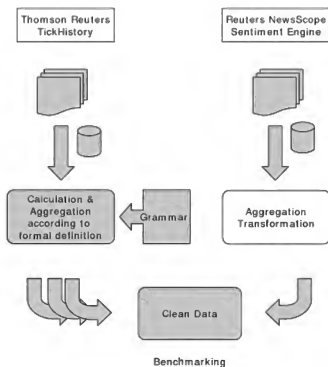 Thomson Reuters
TickHistory
Reuters NewsScope
Sentiment Engine
Calculation &
Aggregation
according to
formal definition
Grammar
Aggregation
Transformation
Clean Data
Benchmarking